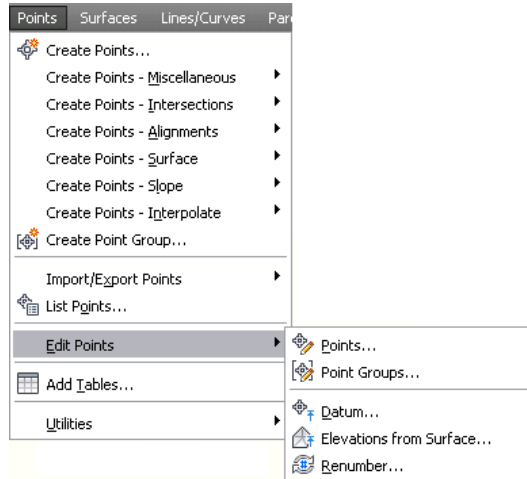 Points Surfaces Lines/Curves Parc
Create Points...
Create Points - Miscellaneous
Create Points - Intersections
Create Points - Alignments
Create Points - Surface
Create Points - Slope
Create Points - Interpolate
Create Point Group...
Import/Export Points
List Points...
Edit Points
Points...
Point Groups...
Add Tables...
Datum...
Utilities
Elevations from Surface...
Renumber...